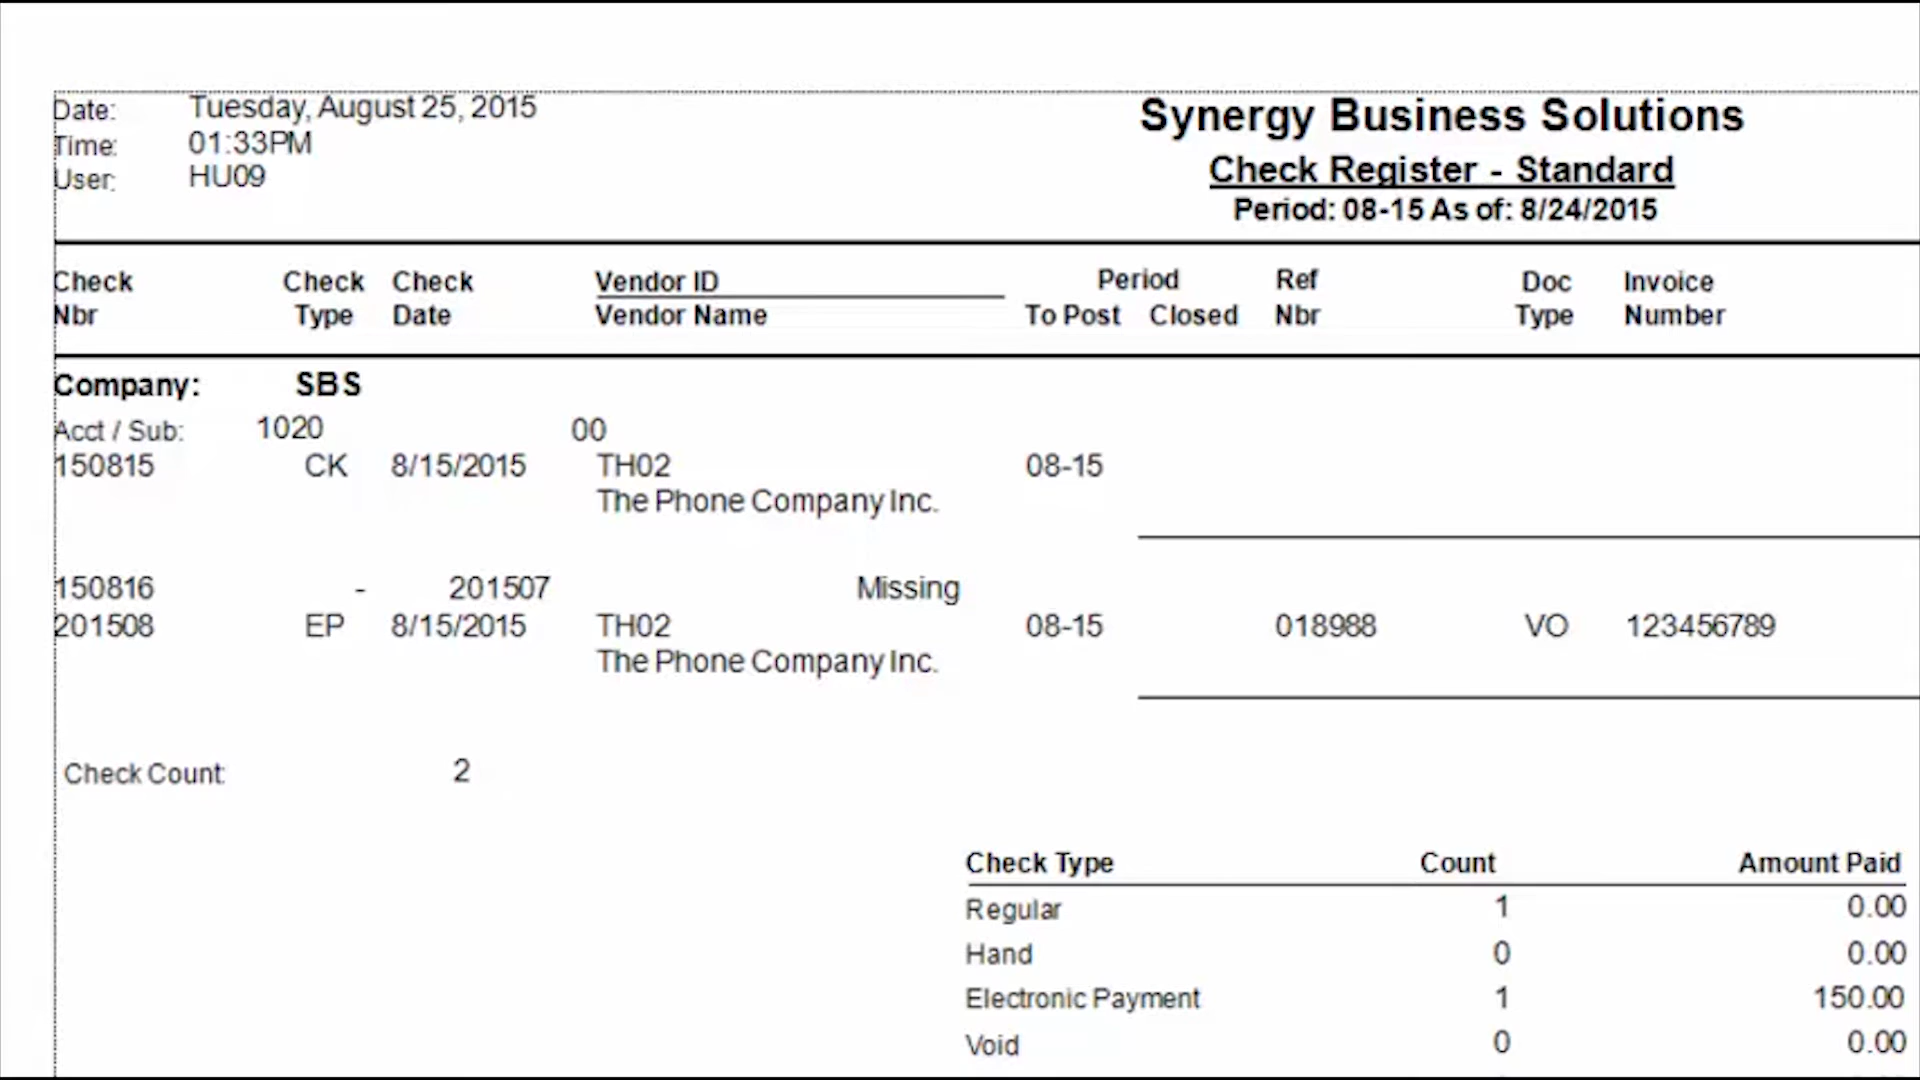 Date: Tuesday, August 25, 2015
Time: 01:33PM
User: HU09
Synergy Business Solutions
Check Register - Standard
Period: 08-15 As of: 8/24/2015
Check Check Check Vendor ID Period Ref Doc Invoice
Nbr Type Date Vendor Name To Post Closed Nbr Type Number
Company: SBS
Acct / Sub: 1020 00
150815 CK 8/15/2015 TH02 08-15
The Phone Company Inc.
150816 - 201507 Missing
201508 EP 8/15/2015 TH02 08-15 018988 VO 123456789
The Phone Company Inc.
Check Count: 2
Check Type Count Amount Paid
Regular 1 0.00
Hand 0 0.00
Electronic Payment 1 150.00
Void 0 0.00